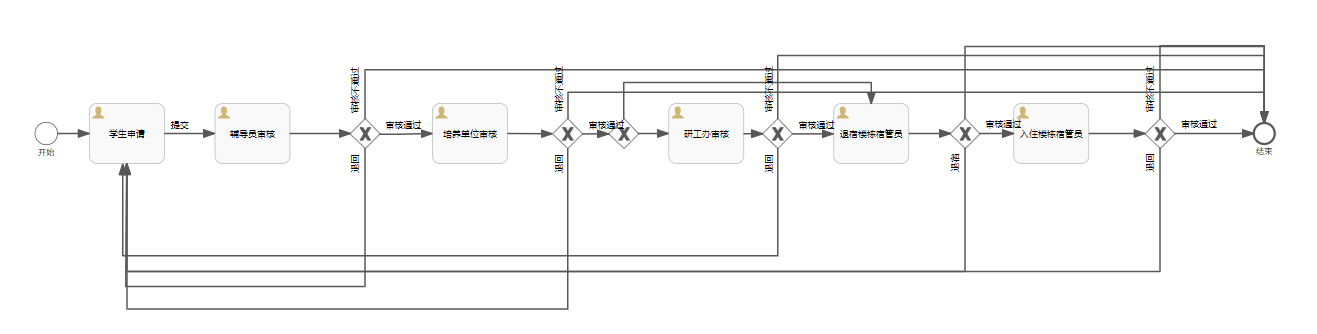 开始
学生申请
提交
辅导员审核
审核不通过
审核通过
退回
培养单位审核
审核不通过
审核通过
退回
研工办审核
审核不通过
审核通过
退回
退宿楼栋宿管员
审核通过
退宿
入住楼栋宿管员
审核不通过
审核通过
退回
结束